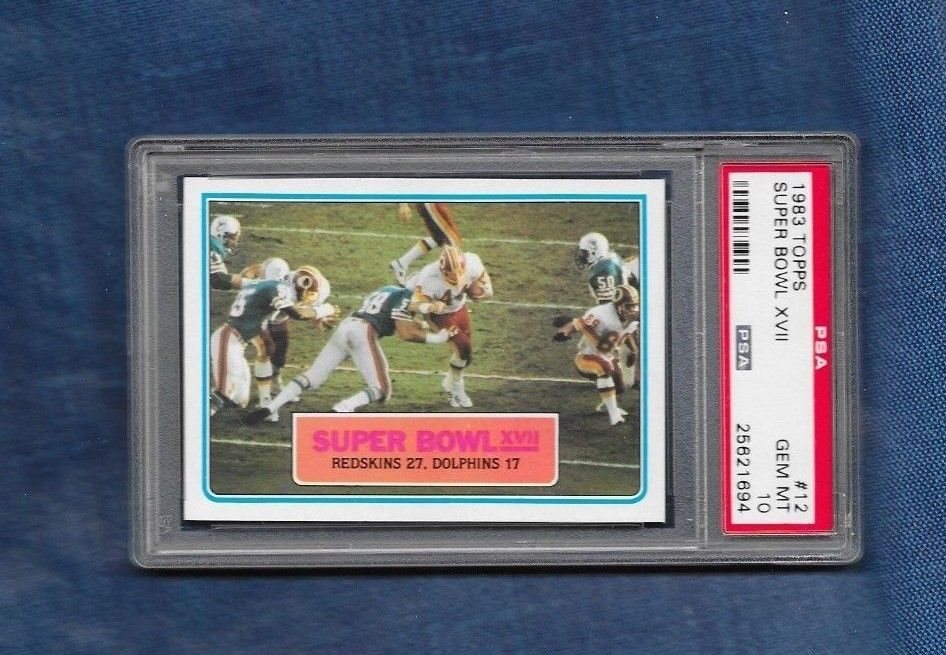 SUPER BOWL XVII
REDSKINS 27, DOLPHINS 17
PSA
1983 TOPPS #12
SUPER BOWL XVII GEM MT
PSA 10
25621694